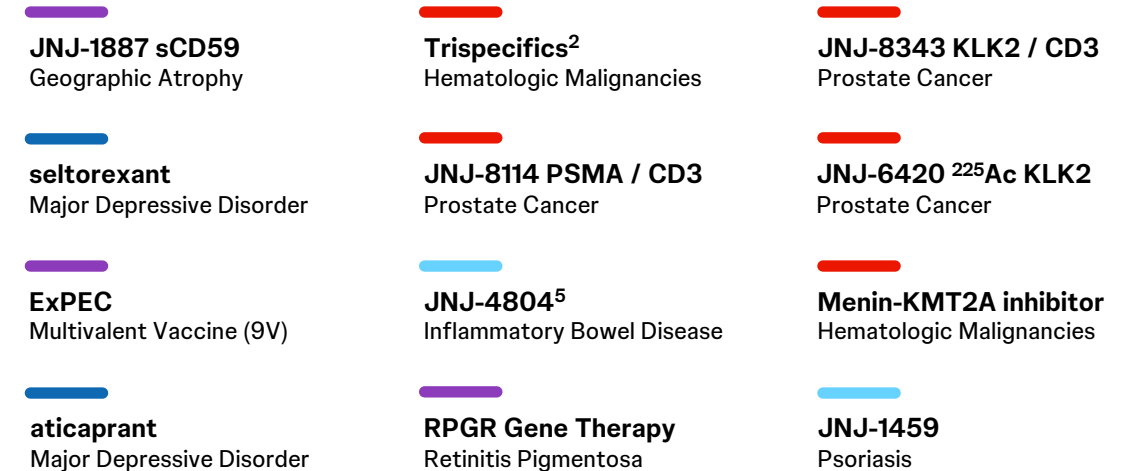 JNJ-1887 sCD59
Geographic Atrophy
seltorexant
Major Depressive Disorder
ExPEC
Multivalent Vaccine (9V)
aticaprant
Major Depressive Disorder
Trispecifics²
Hematologic Malignancies
JNJ-8114 PSMA / CD3
Prostate Cancer
JNJ-4804⁵
Inflammatory Bowel Disease
RPGR Gene Therapy
Retinitis Pigmentosa
JNJ-8343 KLK2 / CD3
Prostate Cancer
JNJ-6420 ²²⁵Ac KLK2
Prostate Cancer
Menin-KMT2A inhibitor
Hematologic Malignancies
JNJ-1459
Psoriasis